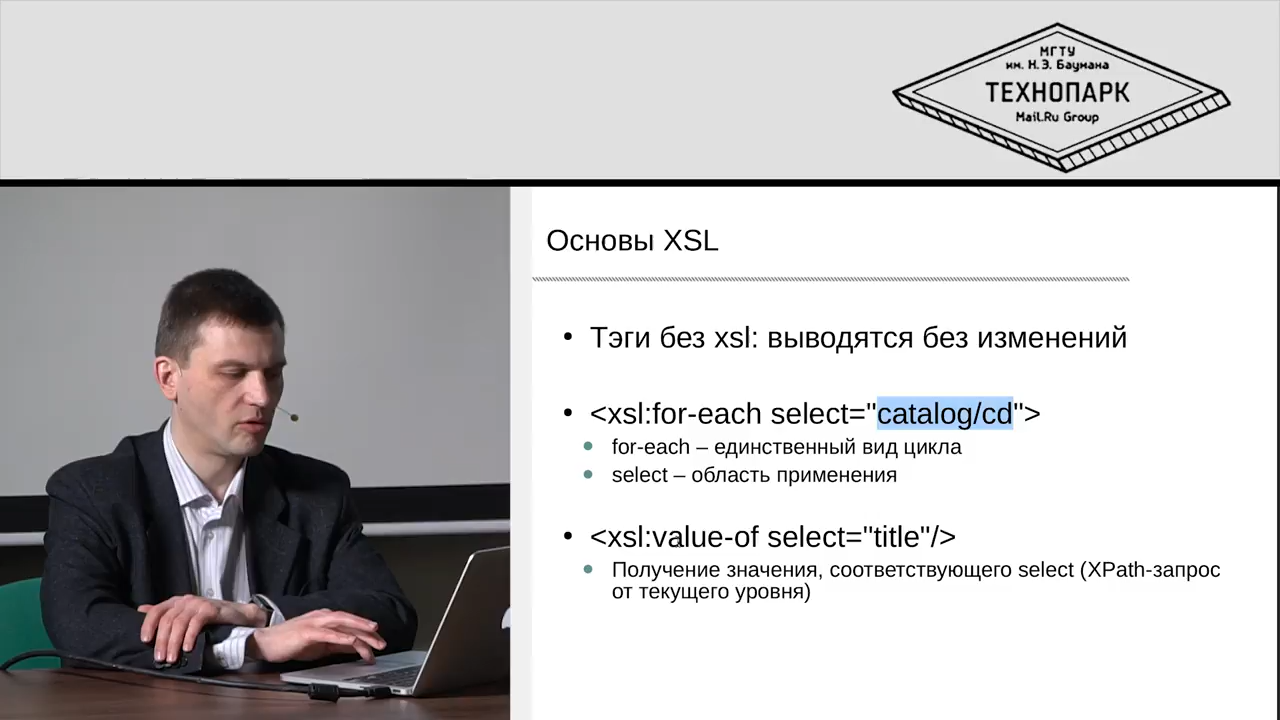 МГТУ
им. Н.Э. Баумана
ТЕХНОПАРК
Mail.Ru Group
Основы XSL
• Тэги без xsl: выводятся без изменений
• <xsl:for-each select="catalog/cd">
• for-each – единственный вид цикла
• select – область применения
• <xsl:value-of select="title"/>
• Получение значения, соответствующего select (XPath-запрос
от текущего уровня)